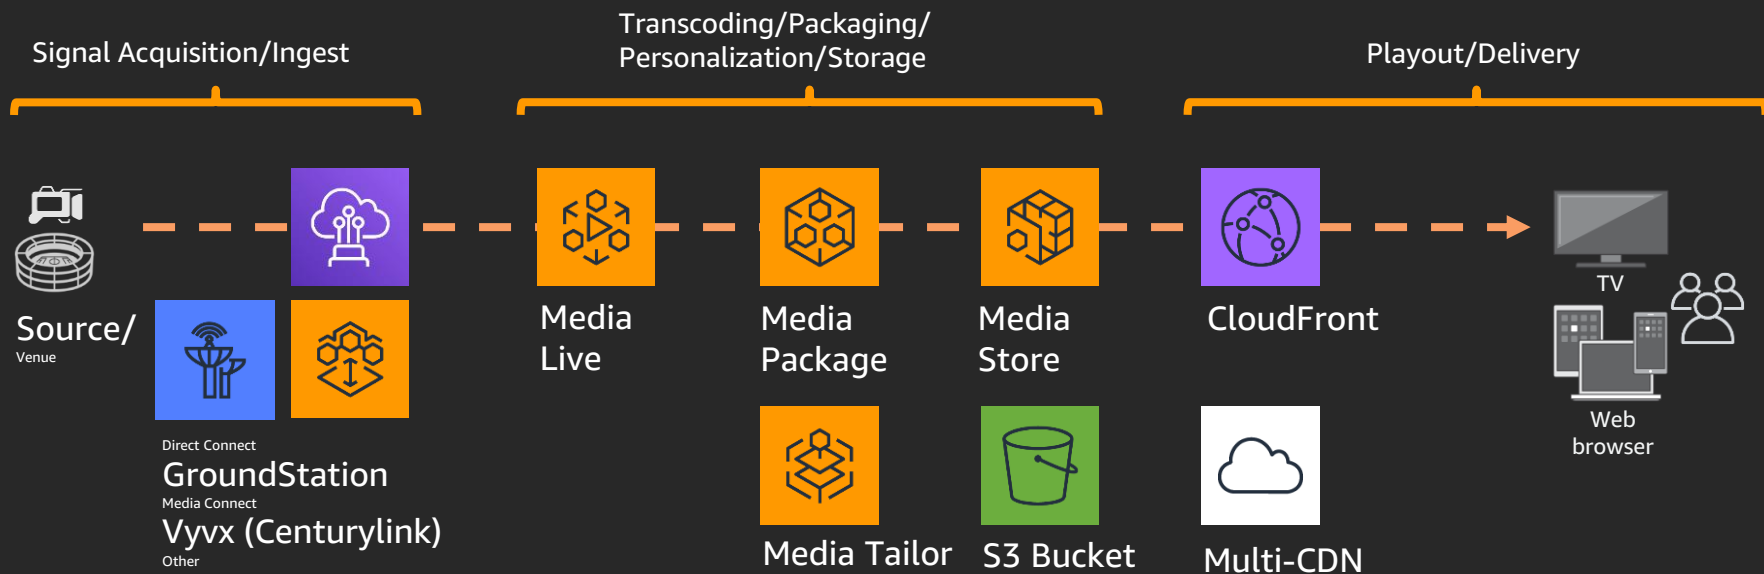 Signal Acquisition/Ingest
Transcoding/Packaging/
Personalization/Storage
Playout/Delivery
Source/
Venue
Direct Connect
GroundStation
Media Connect
Vyvx (Centurylink)
Other
Media
Live
Media
Package
Media
Store
CloudFront
Media Tailor
S3 Bucket
Multi-CDN
TV
Web
browser